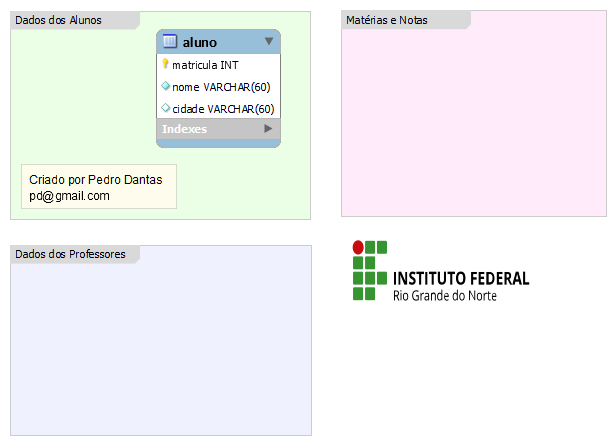 Dados dos Alunos
aluno
matricula INT
nome VARCHAR(60)
cidade VARCHAR(60)
Indexes
Criado por Pedro Dantas
pd@gmail.com
Matérias e Notas
Dados dos Professores
INSTITUTO FEDERAL
Rio Grande do Norte